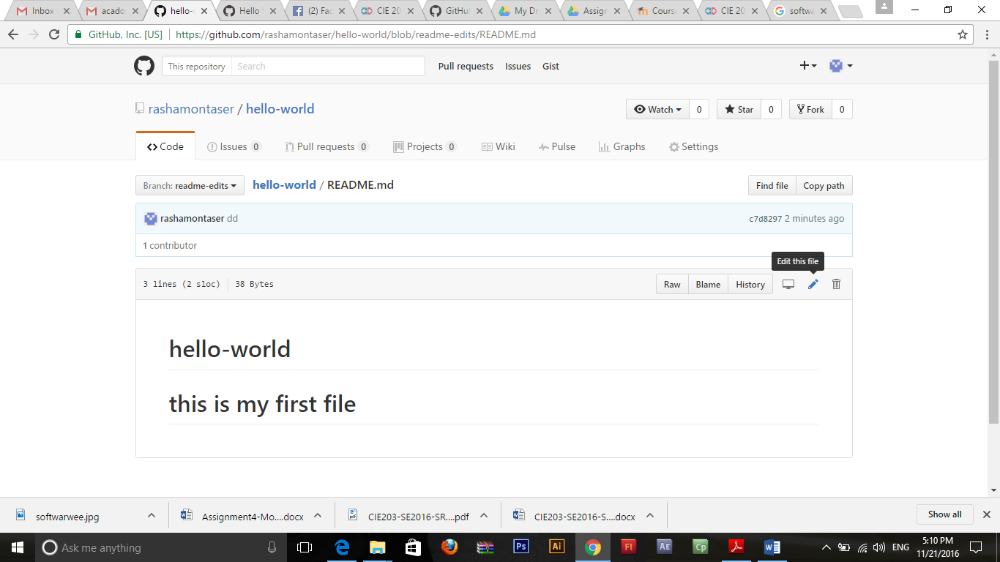 Inbox
acado
hello-w
Hello
(2) Fac
CIE 20
GitHu
My Dr
Assign
Course
CIE 20
softwa
GitHub, Inc. [US] https://github.com/rashamontaser/hello-world/blob/readme-edits/README.md
This repository Search Pull requests Issues Gist
rashamontaser / hello-world Watch 0 Star 0 Fork 0
Code Issues 0 Pull requests 0 Projects 0 Wiki Pulse Graphs Settings
Branch: readme-edits hello-world / README.md Find file Copy path
rashamontaser dd c7d8297 2 minutes ago
1 contributor
Edit this file
3 lines (2 sloc) 38 Bytes Raw Blame History
hello-world
this is my first file
softwarwee.jpg Assignment4-Mo....docx CIE203-SE2016-SR....pdf CIE203-SE2016-S....docx Show all
Ask me anything Ps Ai Fl AE Cp ENG 5:10 PM
11/21/2016